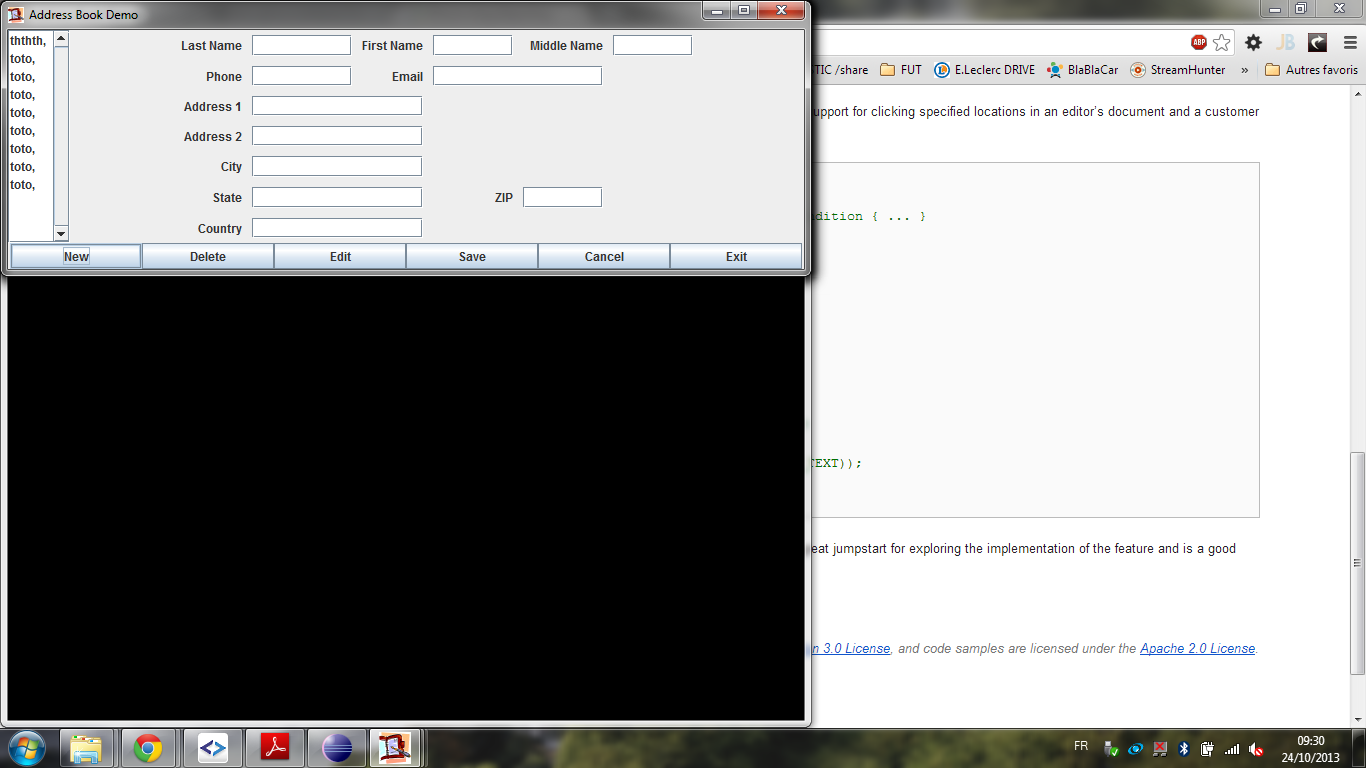 Address Book Demo
ththth,
toto,
toto,
toto,
toto,
toto,
toto,
toto,
toto,
Last Name First Name Middle Name
Phone Email
Address 1
Address 2
City
State ZIP
Country
New Delete Edit Save Cancel Exit
ABP JB
TIC /share FUT E.Leclerc DRIVE BlaBlaCar StreamHunter » Autres favoris
upport for clicking specified locations in an editor's document and a customer
dition { ... }
TEXT));
eat jumpstart for exploring the implementation of the feature and is a good
n 3.0 License, and code samples are licensed under the Apache 2.0 License.
FR 09:30
24/10/2013